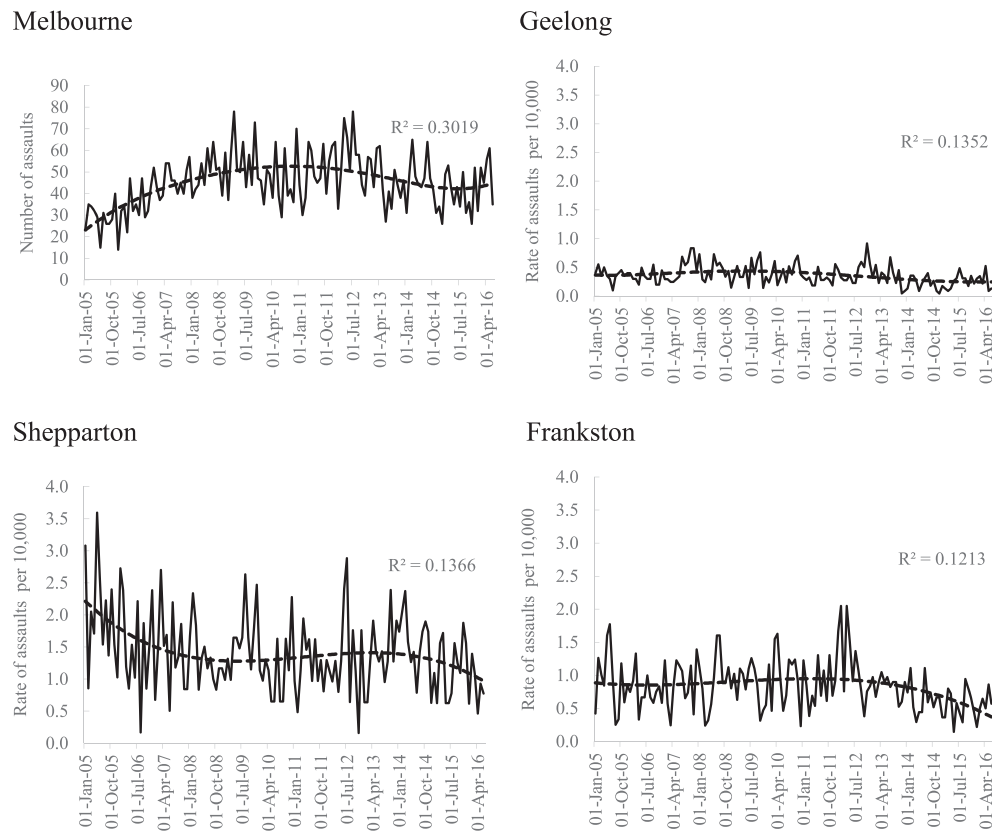 Melbourne
Number of assaults
90
80
70
60
50
40
30
20
10
0
R² = 0.3019
01-Jan-05
01-Oct-05
01-Jul-06
01-Apr-07
01-Jan-08
01-Oct-08
01-Jul-09
01-Apr-10
01-Jan-11
01-Oct-11
01-Jul-12
01-Apr-13
01-Jan-14
01-Oct-14
01-Jul-15
01-Apr-16
Geelong
Rate of assaults per 10,000
4.0
3.5
3.0
2.5
2.0
1.5
1.0
0.5
0.0
R² = 0.1352
01-Jan-05
01-Oct-05
01-Jul-06
01-Apr-07
01-Jan-08
01-Oct-08
01-Jul-09
01-Apr-10
01-Jan-11
01-Oct-11
01-Jul-12
01-Apr-13
01-Jan-14
01-Oct-14
01-Jul-15
01-Apr-16
Shepparton
Rate of assaults per 10,000
4.0
3.5
3.0
2.5
2.0
1.5
1.0
0.5
0.0
R² = 0.1366
01-Jan-05
01-Oct-05
01-Jul-06
01-Apr-07
01-Jan-08
01-Oct-08
01-Jul-09
01-Apr-10
01-Jan-11
01-Oct-11
01-Jul-12
01-Apr-13
01-Jan-14
01-Oct-14
01-Jul-15
01-Apr-16
Frankston
Rate of assaults per 10,000
4.0
3.5
3.0
2.5
2.0
1.5
1.0
0.5
0.0
R² = 0.1213
01-Jan-05
01-Oct-05
01-Jul-06
01-Apr-07
01-Jan-08
01-Oct-08
01-Jul-09
01-Apr-10
01-Jan-11
01-Oct-11
01-Jul-12
01-Apr-13
01-Jan-14
01-Oct-14
01-Jul-15
01-Apr-16